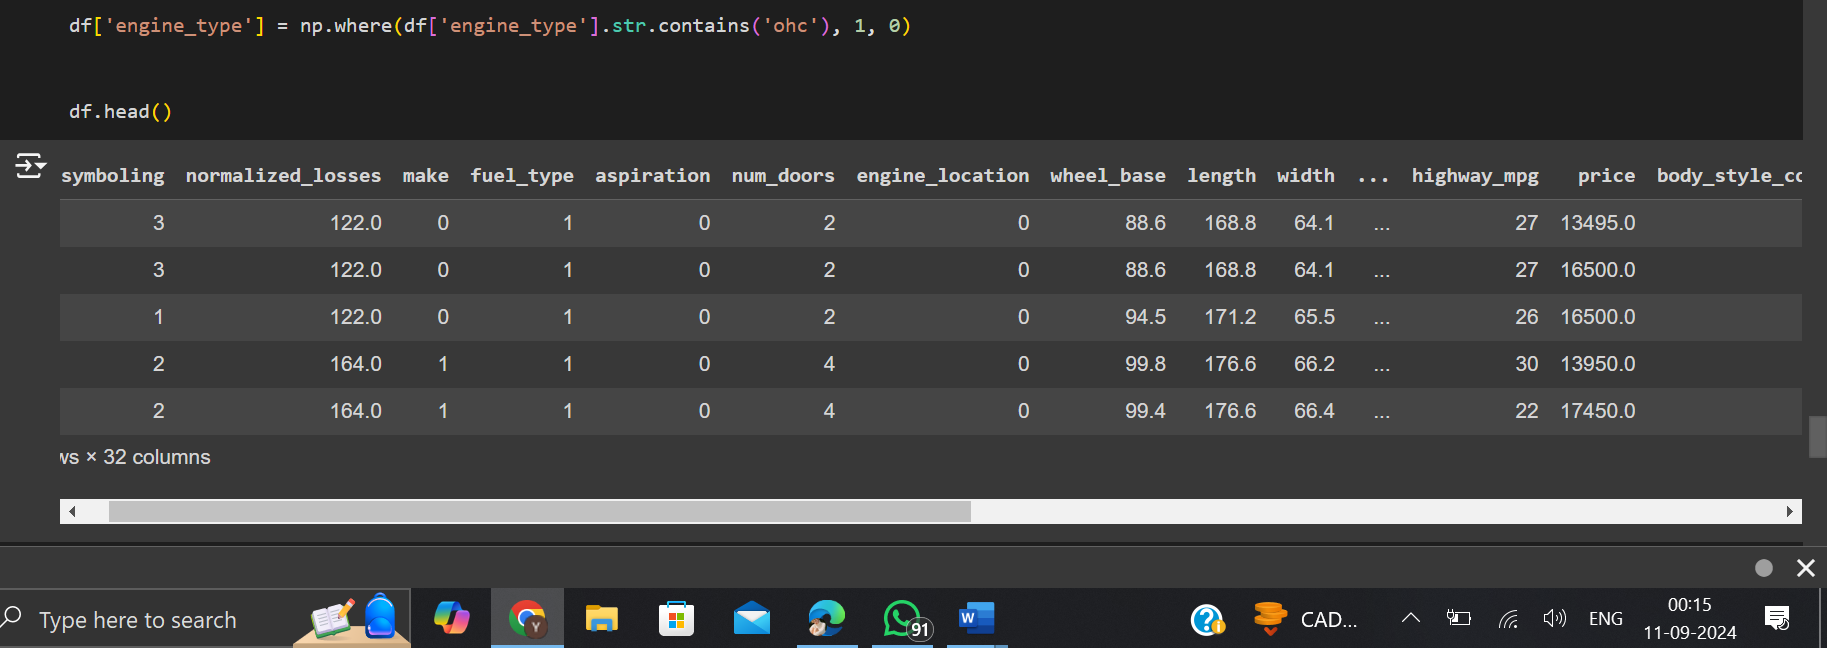 df['engine_type'] = np.where(df['engine_type'].str.contains('ohc'), 1, 0)
df.head()
symboling normalized_losses make fuel_type aspiration num_doors engine_location wheel_base length width ... highway_mpg price body_style_co
3 122.0 0 1 0 2 0 88.6 168.8 64.1 ... 27 13495.0
3 122.0 0 1 0 2 0 88.6 168.8 64.1 ... 27 16500.0
1 122.0 0 1 0 2 0 94.5 171.2 65.5 ... 26 16500.0
2 164.0 1 1 0 4 0 99.8 176.6 66.2 ... 30 13950.0
2 164.0 1 1 0 4 0 99.4 176.6 66.4 ... 22 17450.0
ws × 32 columns
Type here to search
Y
91
W
CAD...
ENG
00:15
11-09-2024